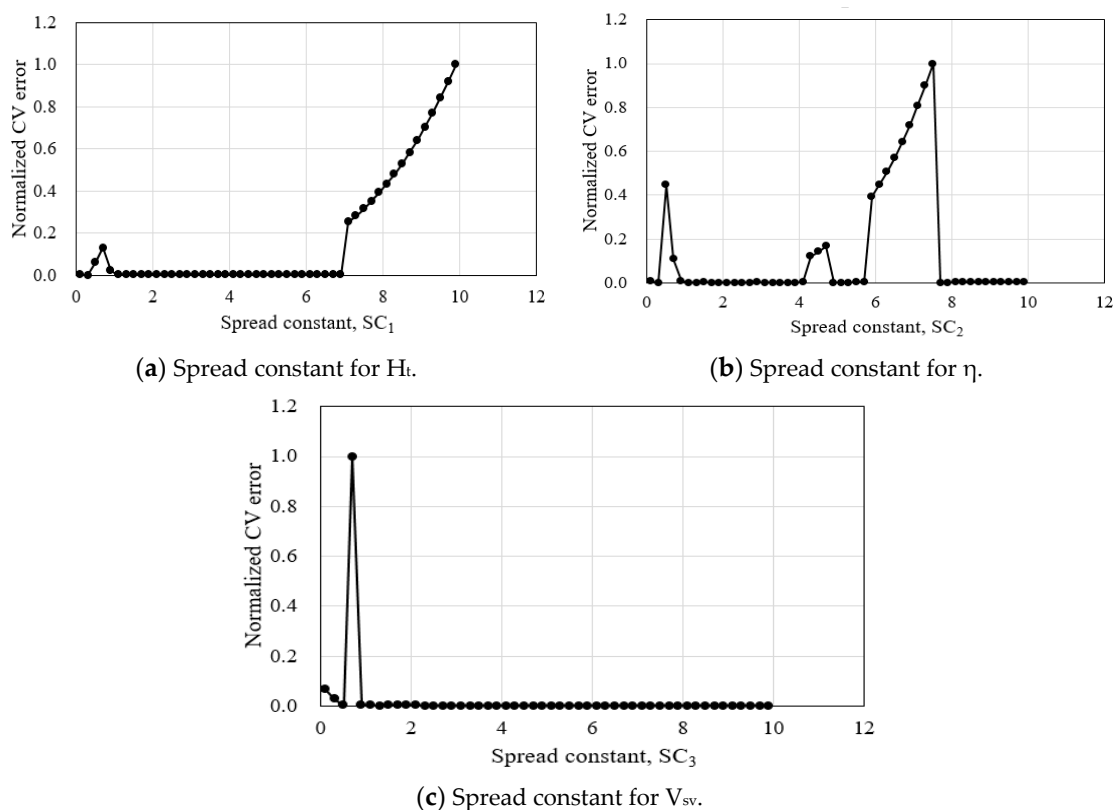 1.2
1.0
0.8
0.6
0.4
0.2
0.0
Normalized CV error
0 2 4 6 8 10 12
Spread constant, SC₁
(a) Spread constant for Hₜ.
1.2
1.0
0.8
0.6
0.4
0.2
0.0
Normalized CV error
0 2 4 6 8 10 12
Spread constant, SC₂
(b) Spread constant for η.
1.2
1.0
0.8
0.6
0.4
0.2
0.0
Normalized CV error
0 2 4 6 8 10 12
Spread constant, SC₃
(c) Spread constant for Vₛᵥ.